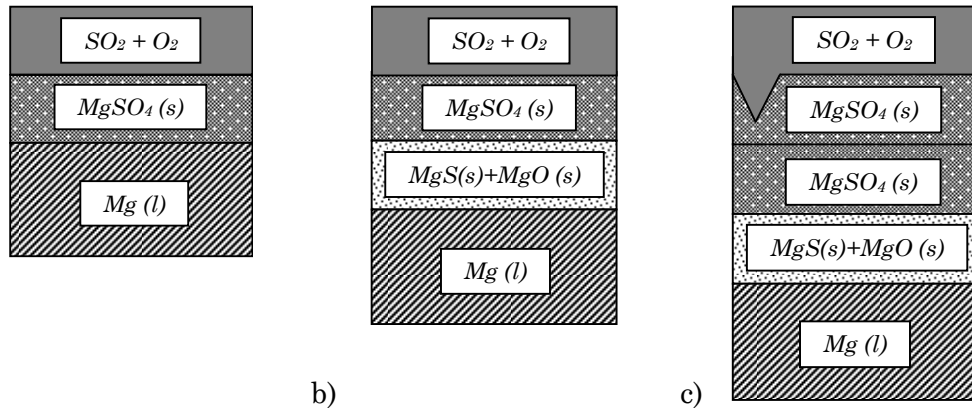 SO₂ + O₂
MgSO₄ (s)
Mg (l)
b)
SO₂ + O₂
MgSO₄ (s)
MgS(s)+MgO (s)
Mg (l)
c)
SO₂ + O₂
MgSO₄ (s)
MgSO₄ (s)
MgS(s)+MgO (s)
Mg (l)